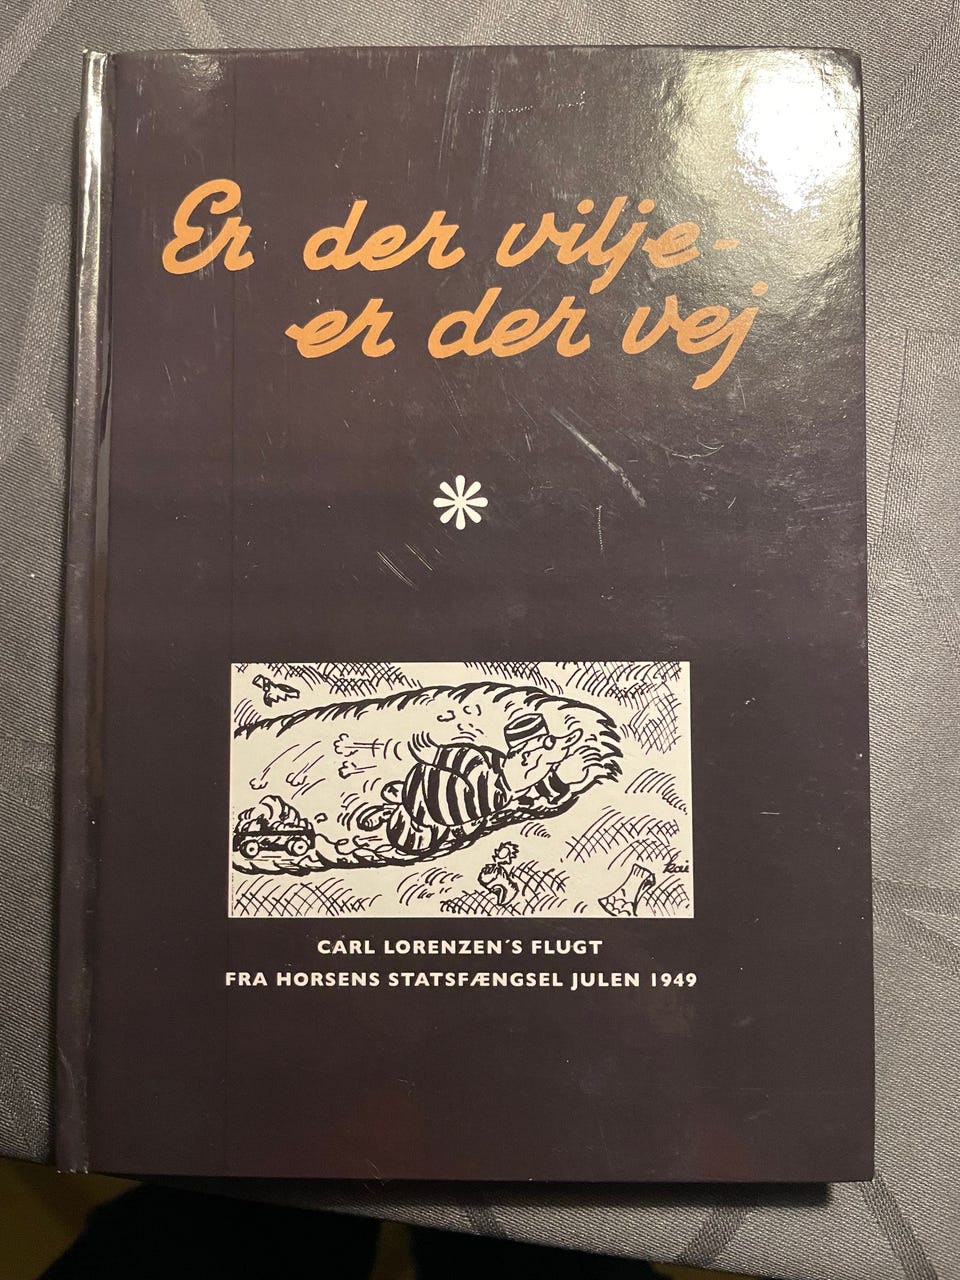 Er der vilje-
er der vej
CARL LORENZEN´S FLUGT
FRA HORSENS STATSFÆNGSEL JULEN 1949